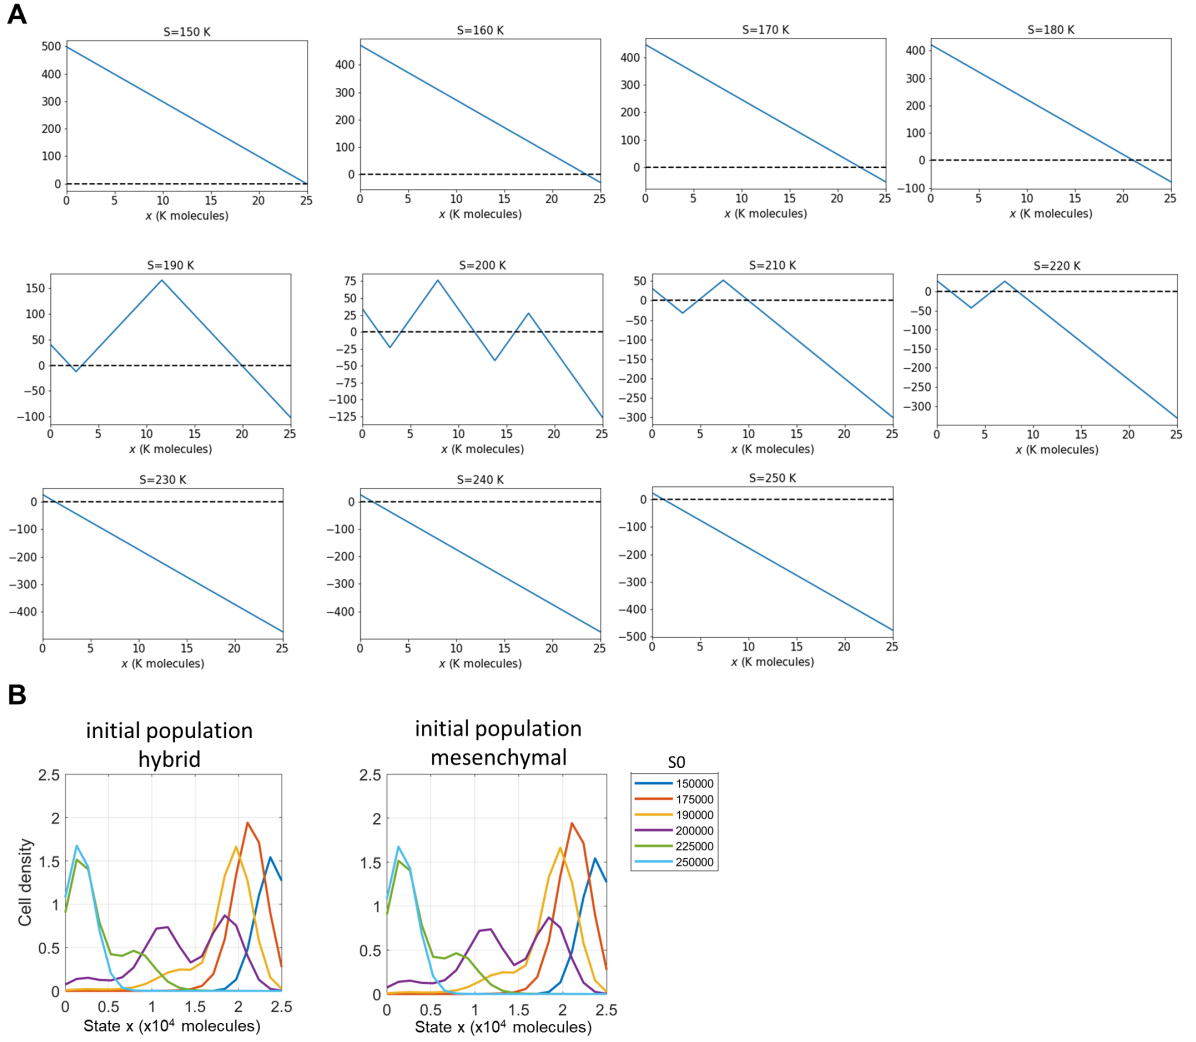 A
S=150 K
500
400
300
200
100
0
0 5 10 15 20 25
x (K molecules)
S=160 K
400
300
200
100
0
0 5 10 15 20 25
x (K molecules)
S=170 K
400
300
200
100
0
0 5 10 15 20 25
x (K molecules)
S=180 K
400
300
200
100
0
−100
0 5 10 15 20 25
x (K molecules)
S=190 K
150
100
50
0
−50
−100
0 5 10 15 20 25
x (K molecules)
S=200 K
75
50
25
0
−25
−50
−75
−100
−125
0 5 10 15 20 25
x (K molecules)
S=210 K
50
0
−50
−100
−150
−200
−250
−300
0 5 10 15 20 25
x (K molecules)
S=220 K
0
−50
−100
−150
−200
−250
−300
0 5 10 15 20 25
x (K molecules)
S=230 K
0
−100
−200
−300
−400
0 5 10 15 20 25
x (K molecules)
S=240 K
0
−100
−200
−300
−400
0 5 10 15 20 25
x (K molecules)
S=250 K
0
−100
−200
−300
−400
−500
0 5 10 15 20 25
x (K molecules)
B
initial population
hybrid
2.5
2
1.5
1
0.5
0
Cell density
0 0.5 1 1.5 2 2.5
State x (x10⁴ molecules)
initial population
mesenchymal
2.5
2
1.5
1
0.5
0
0 0.5 1 1.5 2 2.5
State x (x10⁴ molecules)
S0
150000
175000
190000
200000
225000
250000